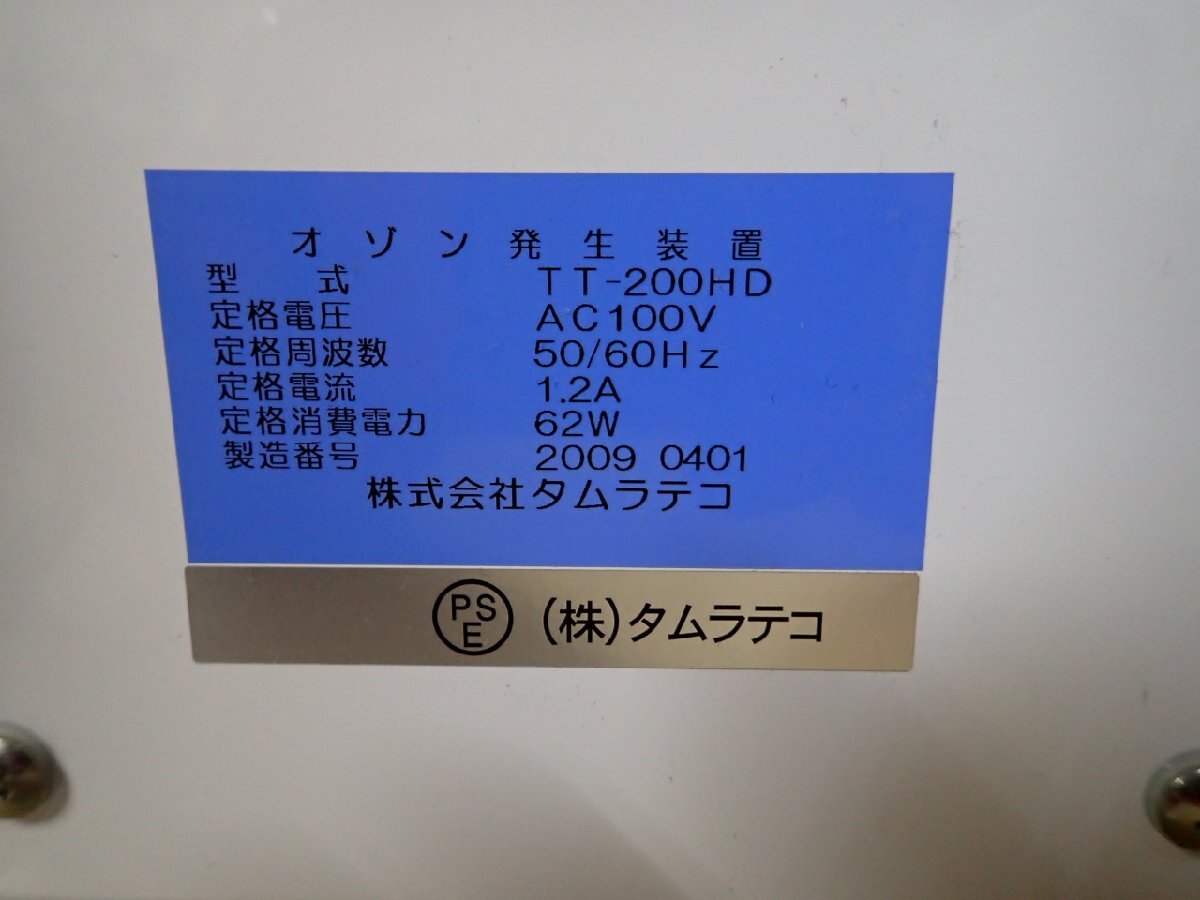 オゾン発生装置
型式 TT-200HD
定格電圧 AC100V
定格周波数 50/60Hz
定格電流 1.2A
定格消費電力 62W
製造番号 2009 0401
株式会社タムラテコ
PSE (株)タムラテコ